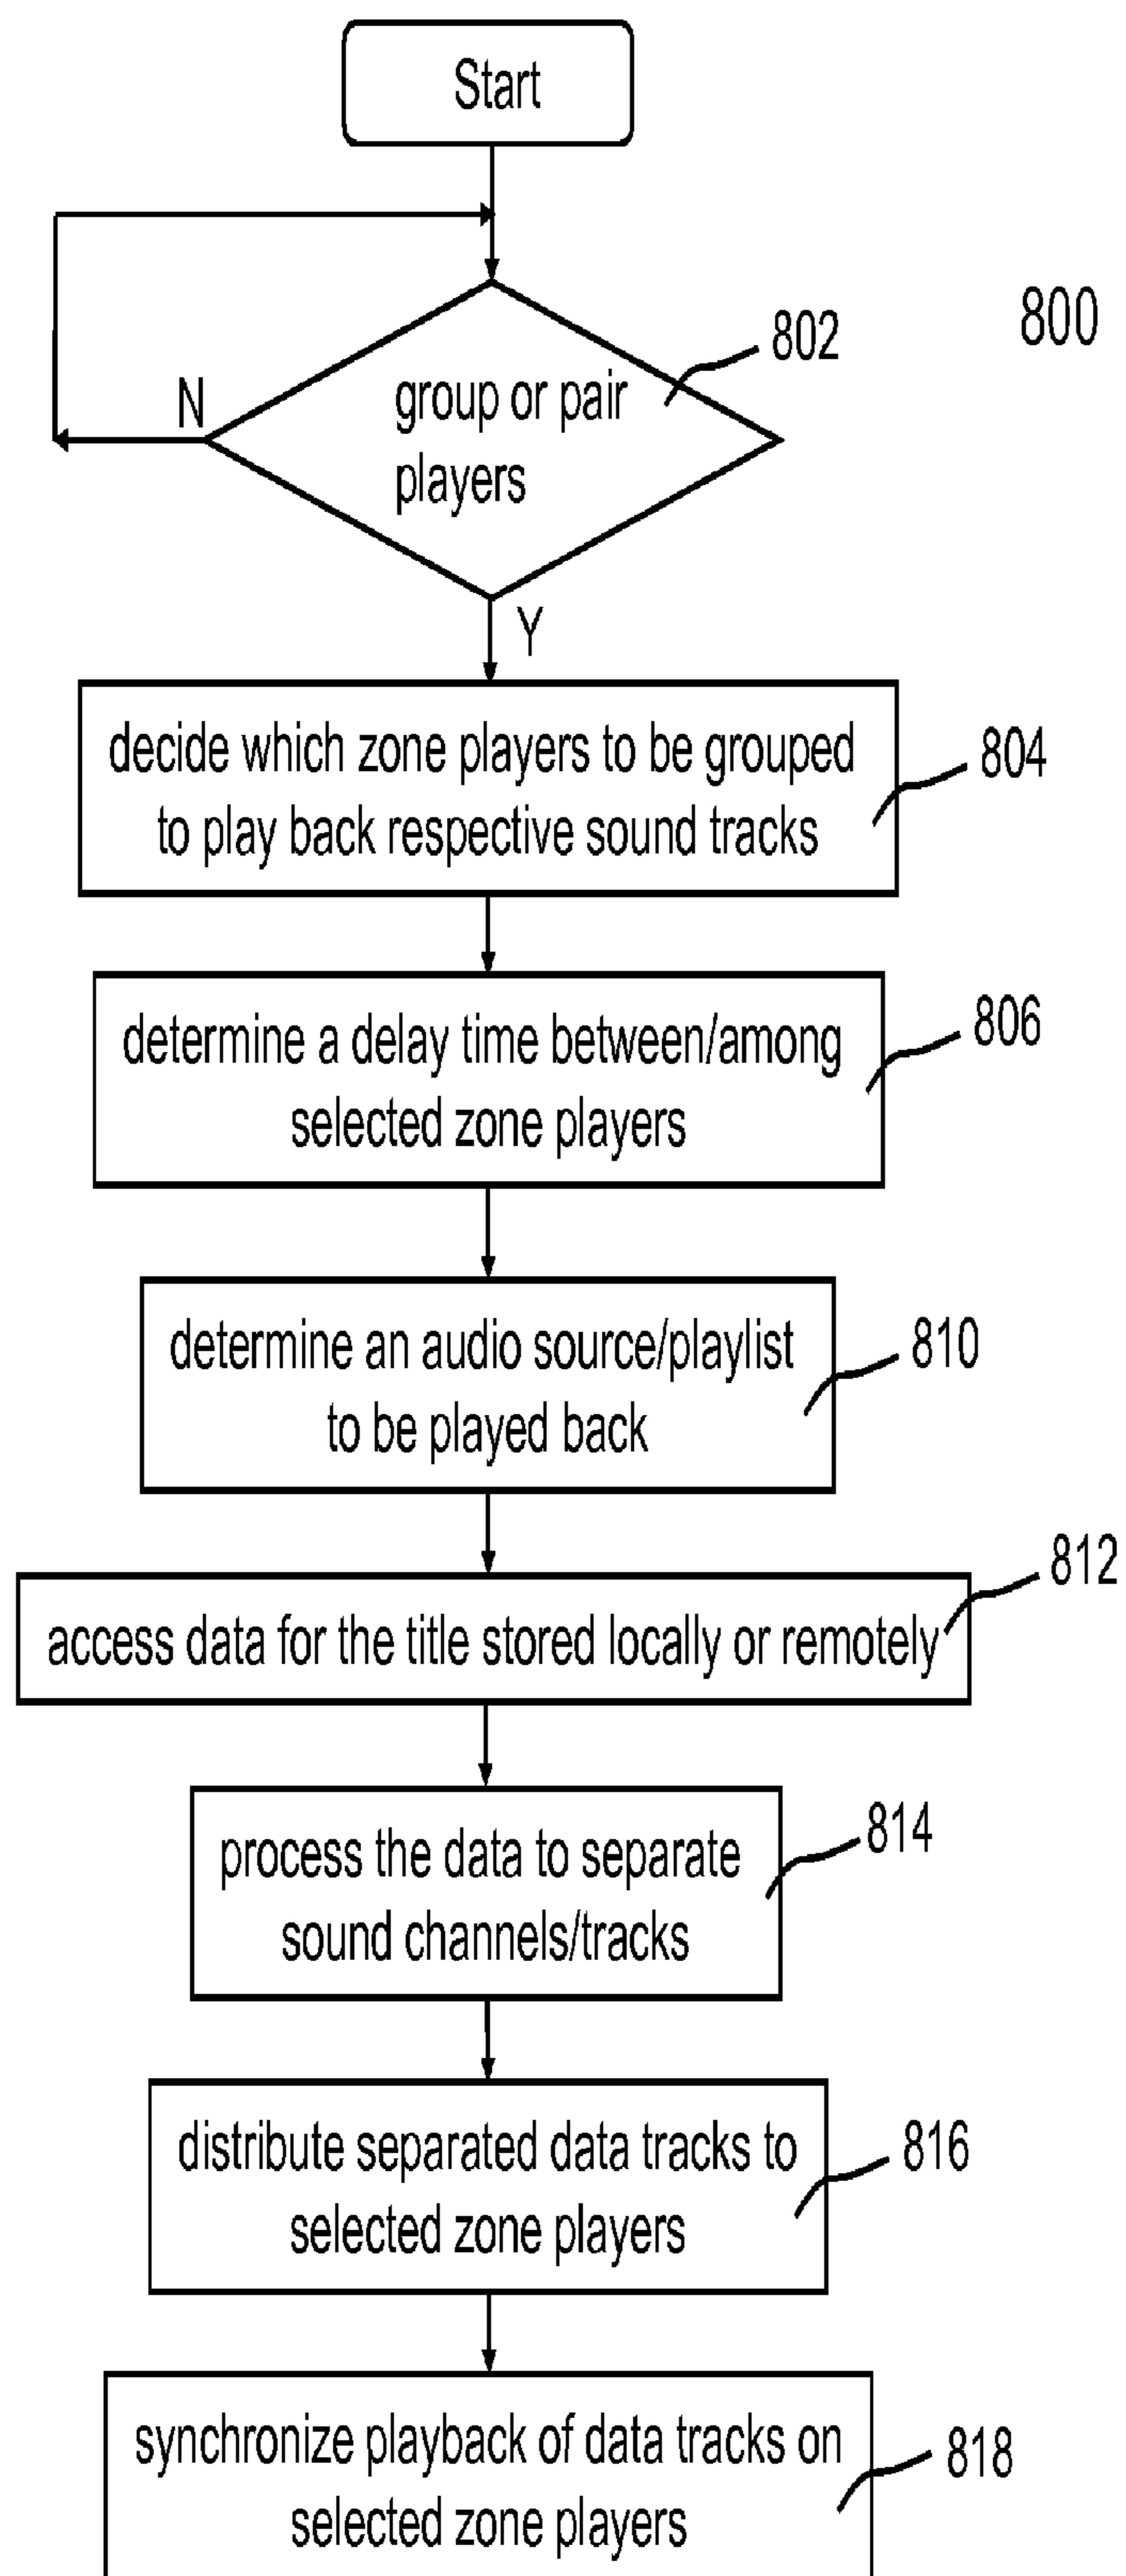 Start
800
802
group or pair
players
N
Y
decide which zone players to be grouped
to play back respective sound tracks
804
determine a delay time between/among
selected zone players
806
determine an audio source/playlist
to be played back
810
access data for the title stored locally or remotely
812
process the data to separate
sound channels/tracks
814
distribute separated data tracks to
selected zone players
816
synchronize playback of data tracks on
selected zone players
818